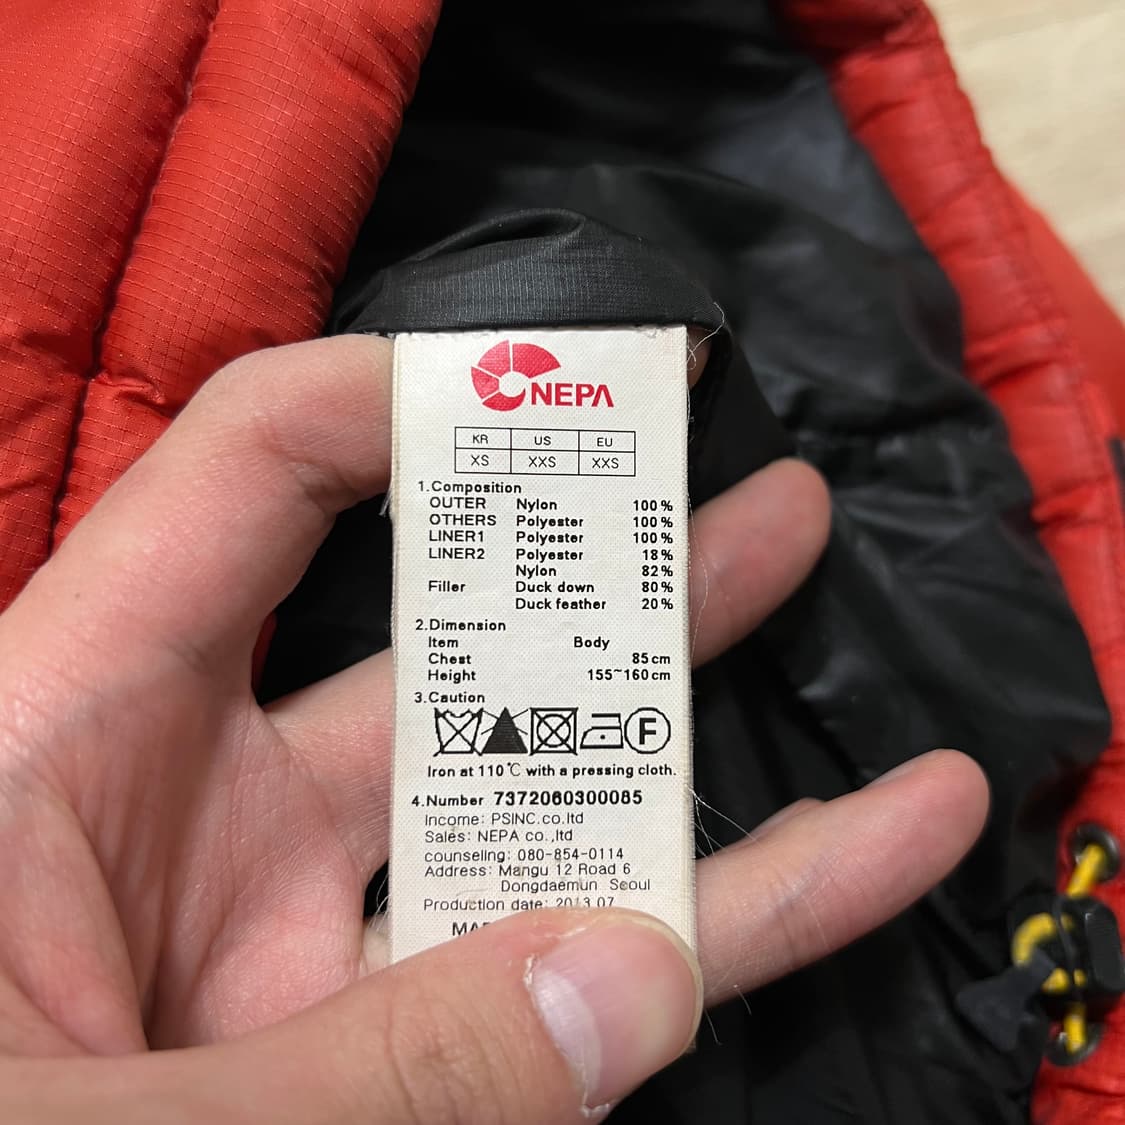 NEPA
KR US EU
XS XXS XXS
1.Composition
OUTER Nylon 100%
OTHERS Polyester 100%
LINER1 Polyester 100%
LINER2 Polyester 18%
Nylon 82%
Filler Duck down 80%
Duck feather 20%
2.Dimension
Item Body
Chest 85cm
Height 155~160cm
3.Caution
F
Iron at 110℃ with a pressing cloth.
4.Number 7372060300085
Income: PSINC.co.ltd
Sales: NEPA co.,ltd
counseling: 080-854-0114
Address: Mangu 12 Road 6
Dongdaemun Seoul
Production date: 2013.07